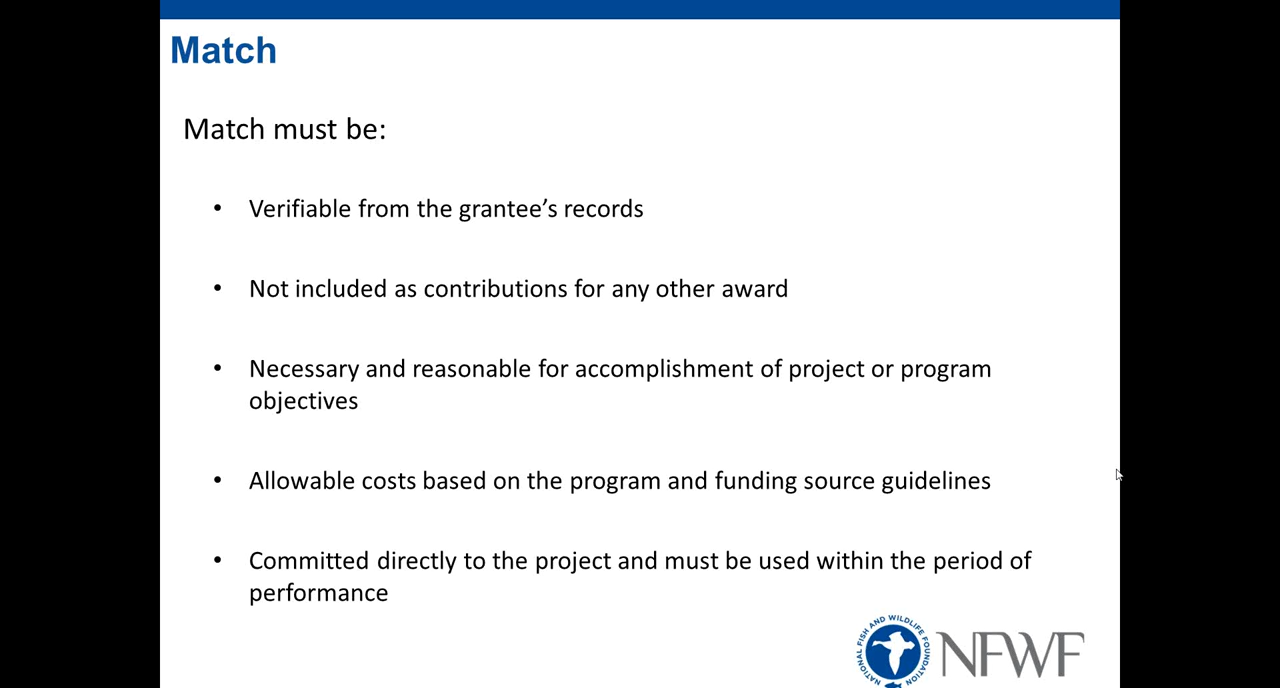 Match
Match must be:
• Verifiable from the grantee’s records
• Not included as contributions for any other award
• Necessary and reasonable for accomplishment of project or program
objectives
• Allowable costs based on the program and funding source guidelines
• Committed directly to the project and must be used within the period of
performance
NATIONAL FISH AND WILDLIFE FOUNDATION
NFWF